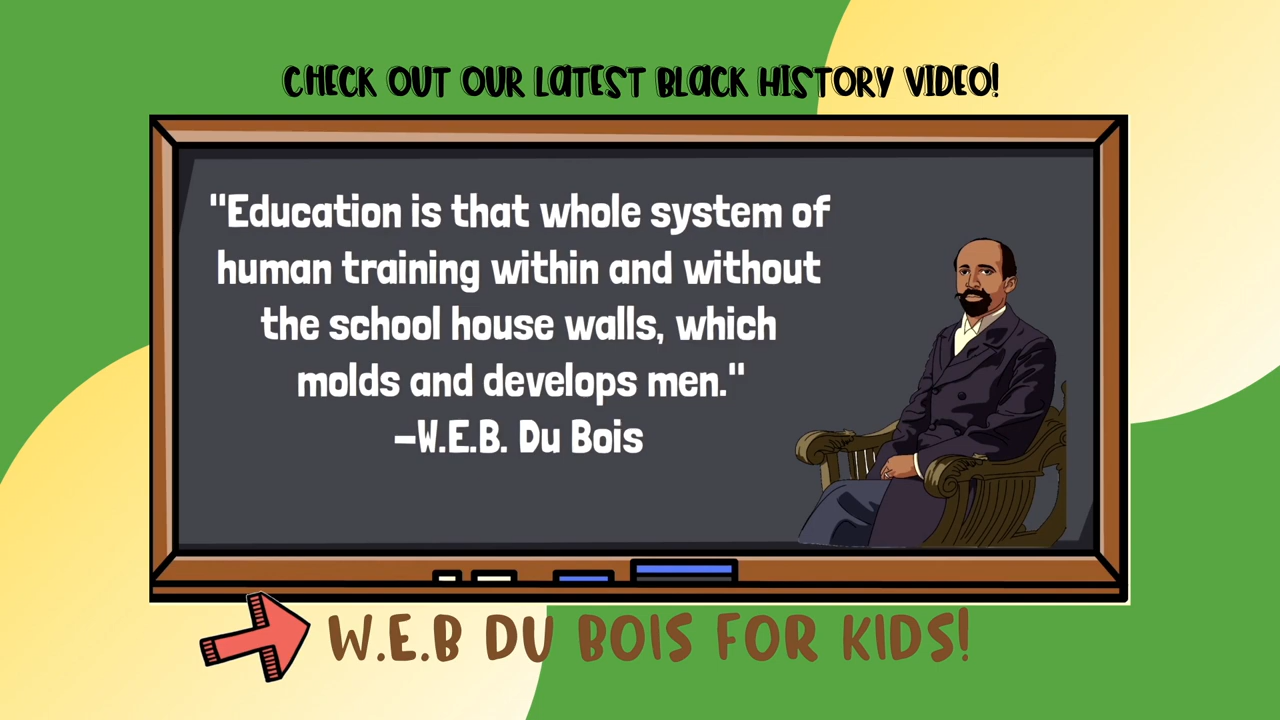 CHECK OUT OUR LATEST BLACK HISTORY VIDEO!
"Education is that whole system of
human training within and without
the school house walls, which
molds and develops men."
–W.E.B. Du Bois
W.E.B DU BOIS FOR KIDS!